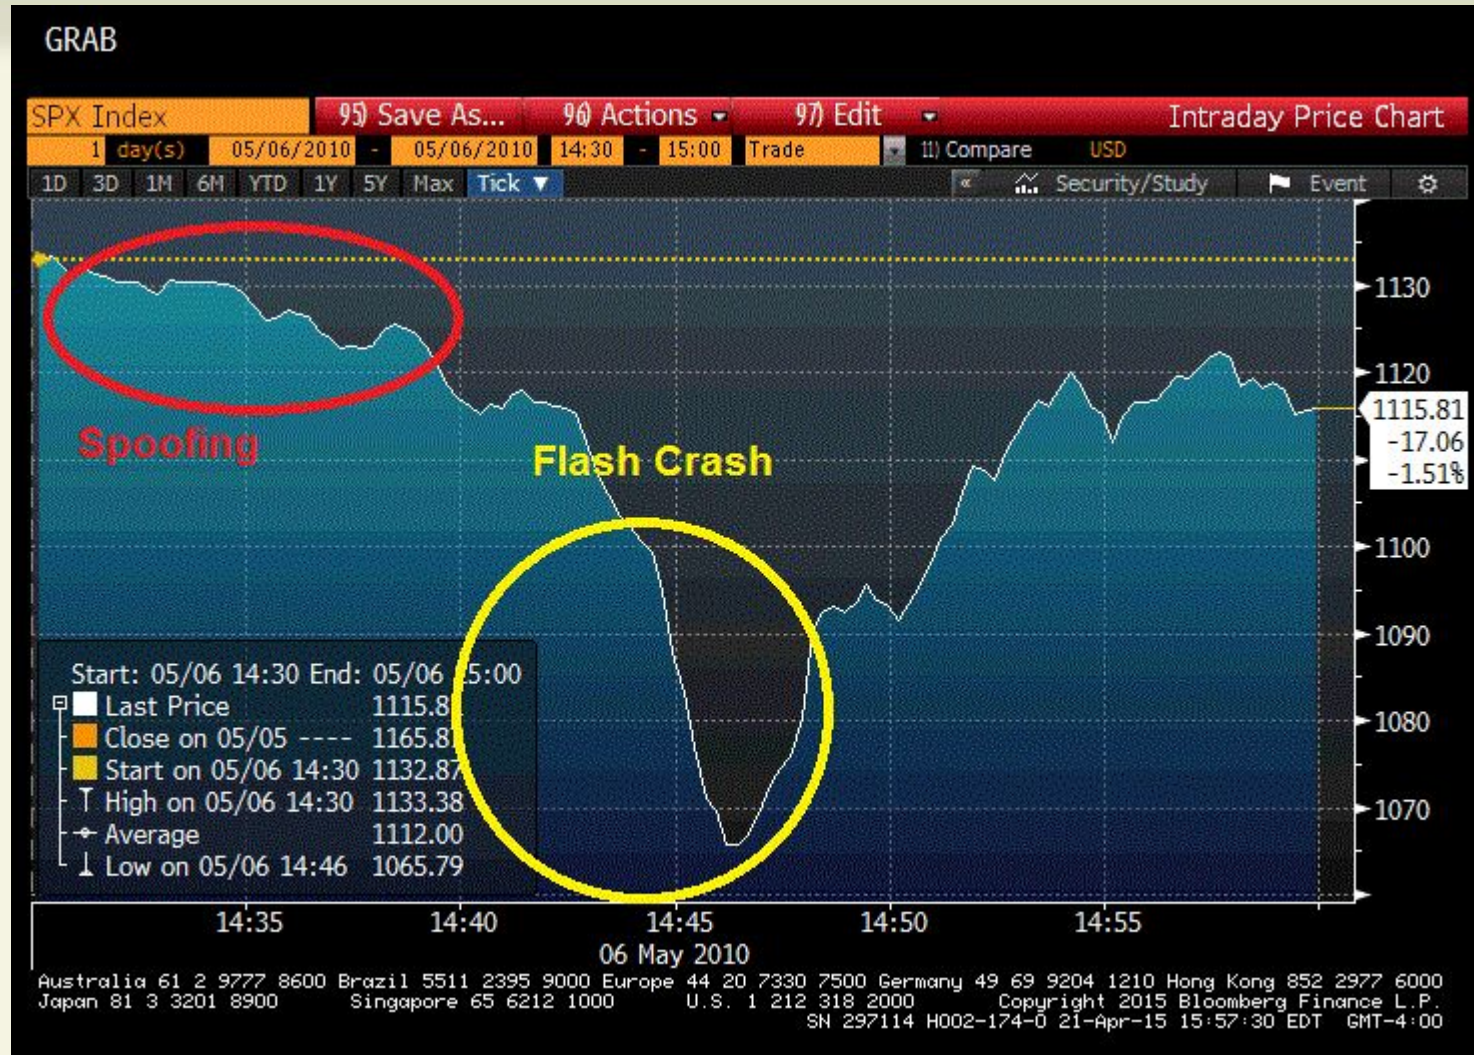 GRAB
SPX Index 95) Save As... 96) Actions 97) Edit Intraday Price Chart
1 day(s) 05/06/2010 - 05/06/2010 14:30 - 15:00 Trade 11) Compare USD
1D 3D 1M 6M YTD 1Y 5Y Max Tick ▼ « Security/Study Event
1130
1120
1115.81
-17.06
-1.51%
Spoofing
Flash Crash
1100
1090
1080
1070
Start: 05/06 14:30 End: 05/06 15:00
Last Price 1115.81
Close on 05/05 ---- 1165.87
Start on 05/06 14:30 1132.87
High on 05/06 14:30 1133.38
Average 1112.00
Low on 05/06 14:46 1065.79
14:35 14:40 14:45 14:50 14:55
06 May 2010
Australia 61 2 9777 8600 Brazil 5511 2395 9000 Europe 44 20 7330 7500 Germany 49 69 9204 1210 Hong Kong 852 2977 6000
Japan 81 3 3201 8900 Singapore 65 6212 1000 U.S. 1 212 318 2000 Copyright 2015 Bloomberg Finance L.P.
SN 297114 H002-174-0 21-Apr-15 15:57:30 EDT GMT-4:00